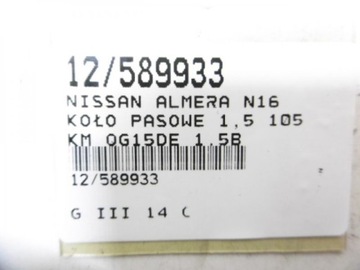 12/589933
NISSAN ALMERA N16
KOŁO PASOWE 1,5 105
KM QG15DE 1.5B
12/589933
G III 14 C